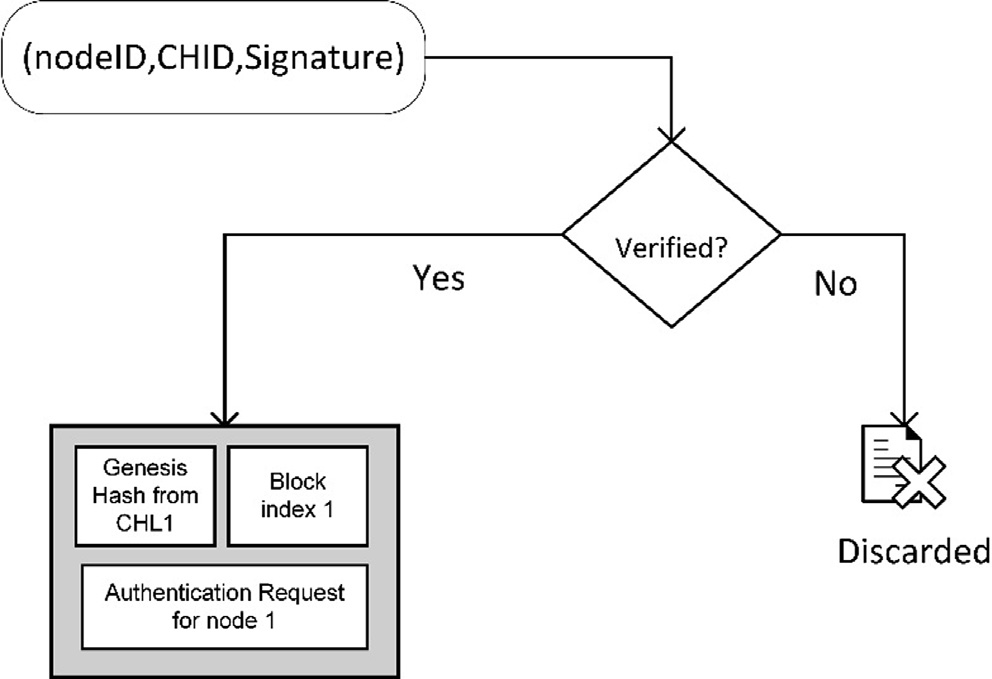 (nodeID,CHID,Signature)
Verified?
Yes
No
Genesis
Hash from
CHL1
Block
index 1
Authentication Request
for node 1
Discarded